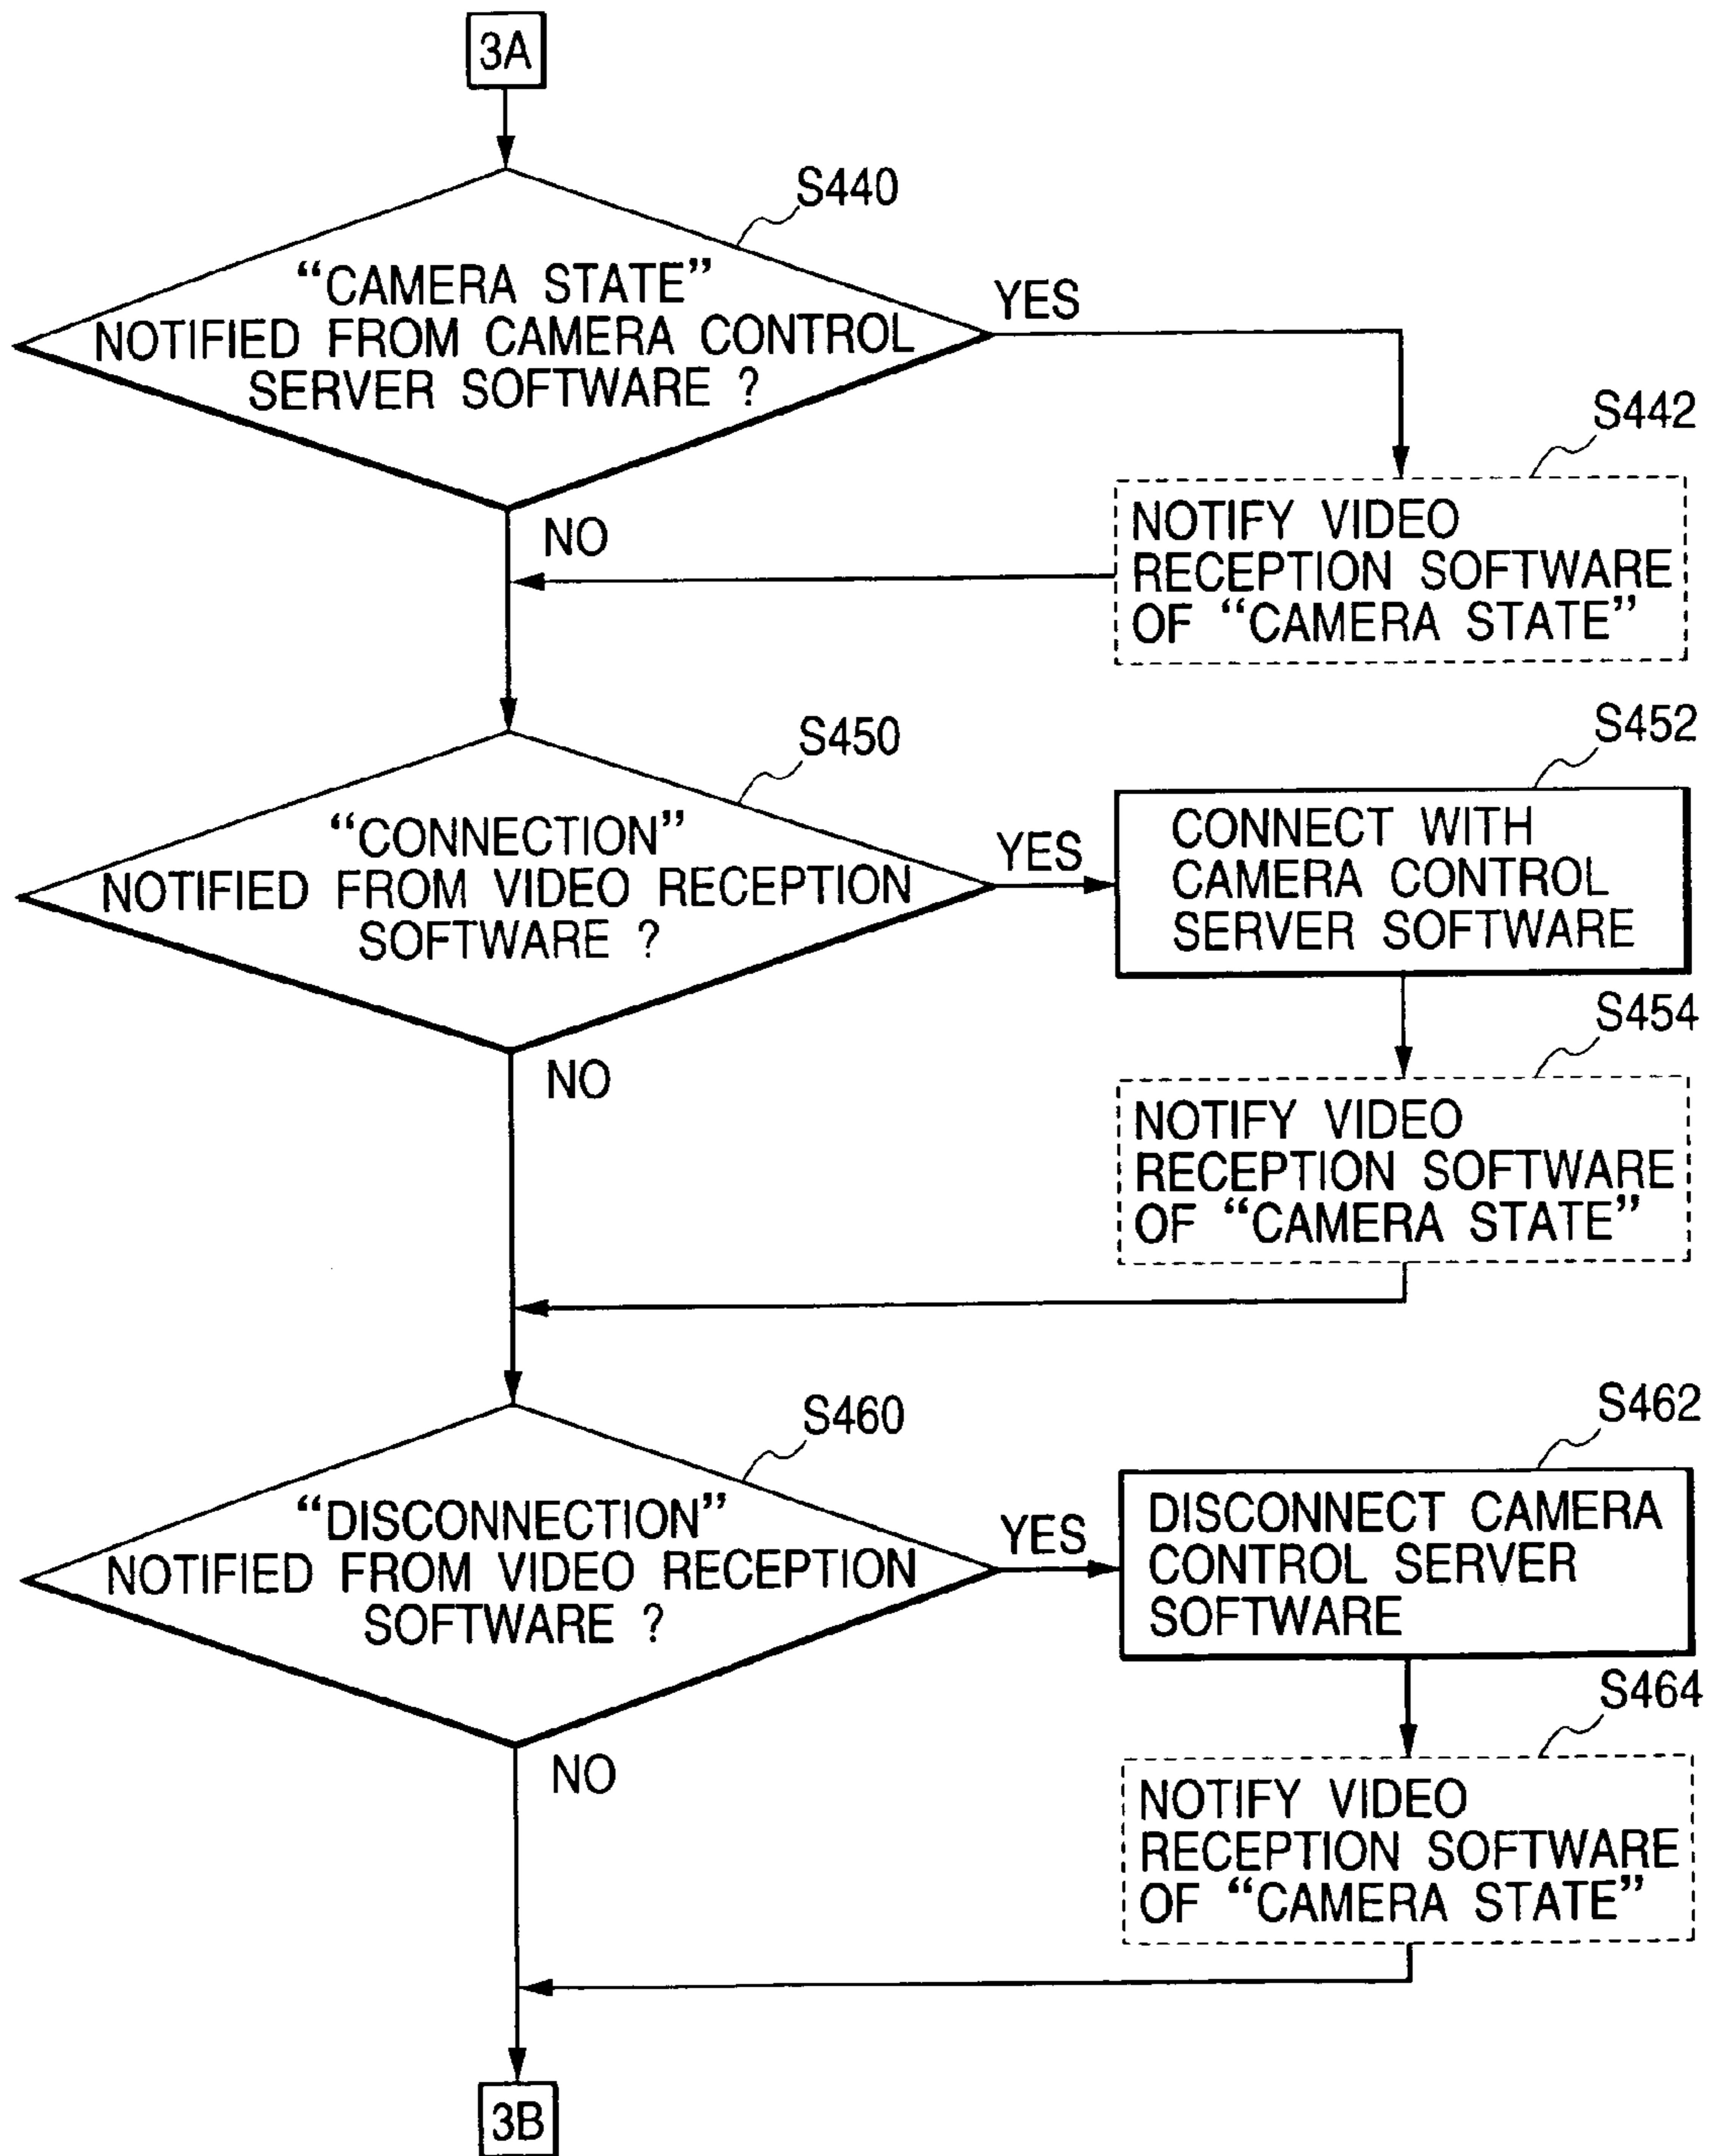 3A
S440
“CAMERA STATE”
NOTIFIED FROM CAMERA CONTROL
SERVER SOFTWARE ?
YES
NO
S442
NOTIFY VIDEO
RECEPTION SOFTWARE
OF “CAMERA STATE”
S450
“CONNECTION”
NOTIFIED FROM VIDEO RECEPTION
SOFTWARE ?
YES
NO
S452
CONNECT WITH
CAMERA CONTROL
SERVER SOFTWARE
S454
NOTIFY VIDEO
RECEPTION SOFTWARE
OF “CAMERA STATE”
S460
“DISCONNECTION”
NOTIFIED FROM VIDEO RECEPTION
SOFTWARE ?
YES
NO
S462
DISCONNECT CAMERA
CONTROL SERVER
SOFTWARE
S464
NOTIFY VIDEO
RECEPTION SOFTWARE
OF “CAMERA STATE”
3B